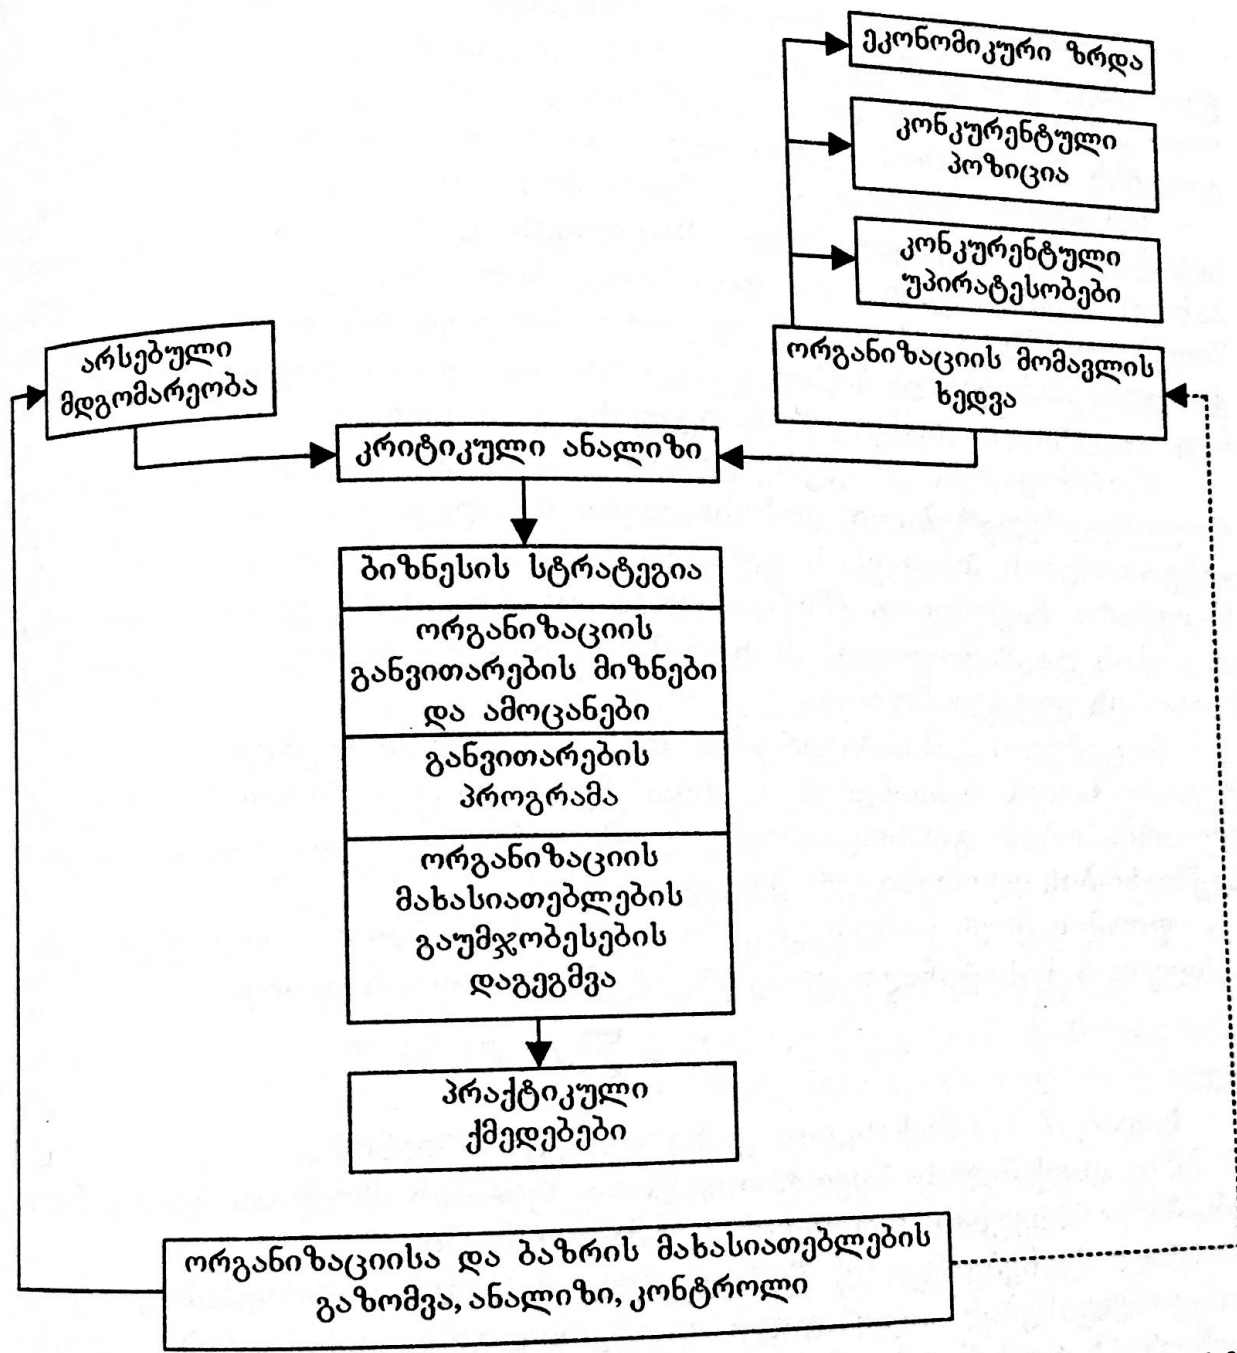 ეკონომიკური ზრდა
კონკურენტული
პოზიცია
კონკურენტული
უპირატესობები
არსებული
მდგომარეობა
ორგანიზაციის მომავლის
ხედვა
კრიტიკული ანალიზი
ბიზნესის სტრატეგია
ორგანიზაციის
განვითარების მიზნები
და ამოცანები
განვითარების
პროგრამა
ორგანიზაციის
მახასიათებლების
გაუმჯობესების
დაგეგმვა
პრაქტიკული
ქმედებები
ორგანიზაციისა და ბაზრის მახასიათებლების
გაზომვა, ანალიზი, კონტროლი